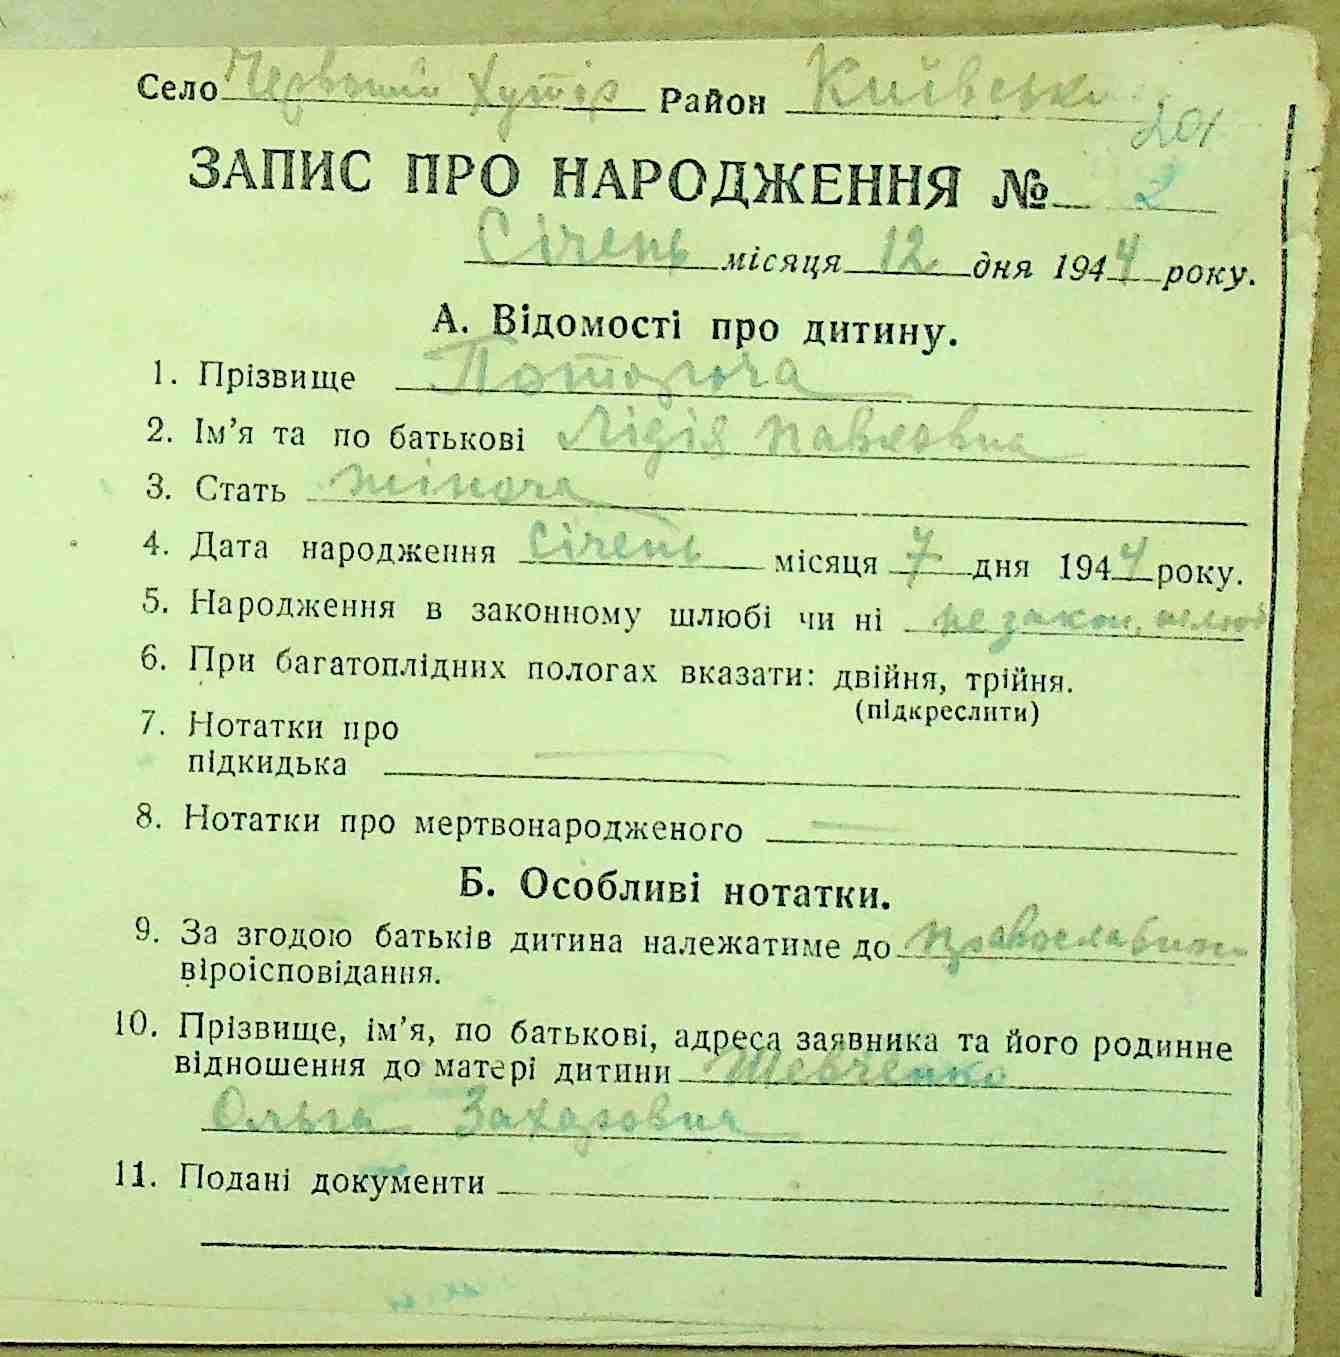 Село Червоний Хутір Район Київськ
201
ЗАПИС ПРО НАРОДЖЕННЯ № 2
Січень місяця 12 дня 1944 року.
А. Відомості про дитину.
1. Прізвище
2. Ім’я та по батькові Лідія Павловна
3. Стать жіноча
4. Дата народження Січень місяця 7 дня 1944 року.
5. Народження в законному шлюбі чи ні не закон. шлюб
6. При багатоплідних пологах вказати: двійня, трійня.
(підкреслити)
7. Нотатки про
підкидька —
8. Нотатки про мертвонародженого —
Б. Особливі нотатки.
9. За згодою батьків дитина належатиме до
віроісповідання.
10. Прізвище, ім’я, по батькові, адреса заявника та його родинне
відношення до матері дитини Шевченко
Ольга Захаровна
11. Подані документи